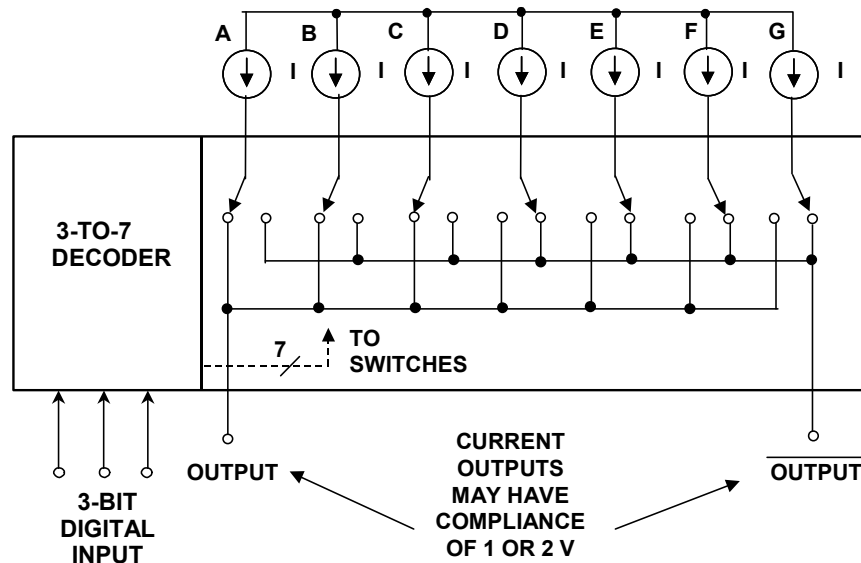 A B C D E F G
I I I I I I I
3-TO-7
DECODER
7
TO
SWITCHES
OUTPUT
CURRENT
OUTPUTS
MAY HAVE
COMPLIANCE
OF 1 OR 2 V
OUTPUT
3-BIT
DIGITAL
INPUT